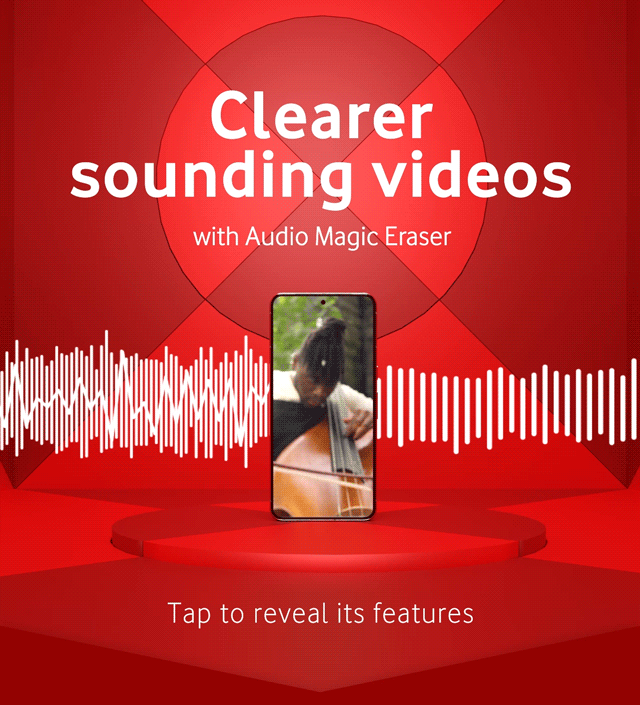 Clearer
sounding videos
with Audio Magic Eraser
Tap to reveal its features